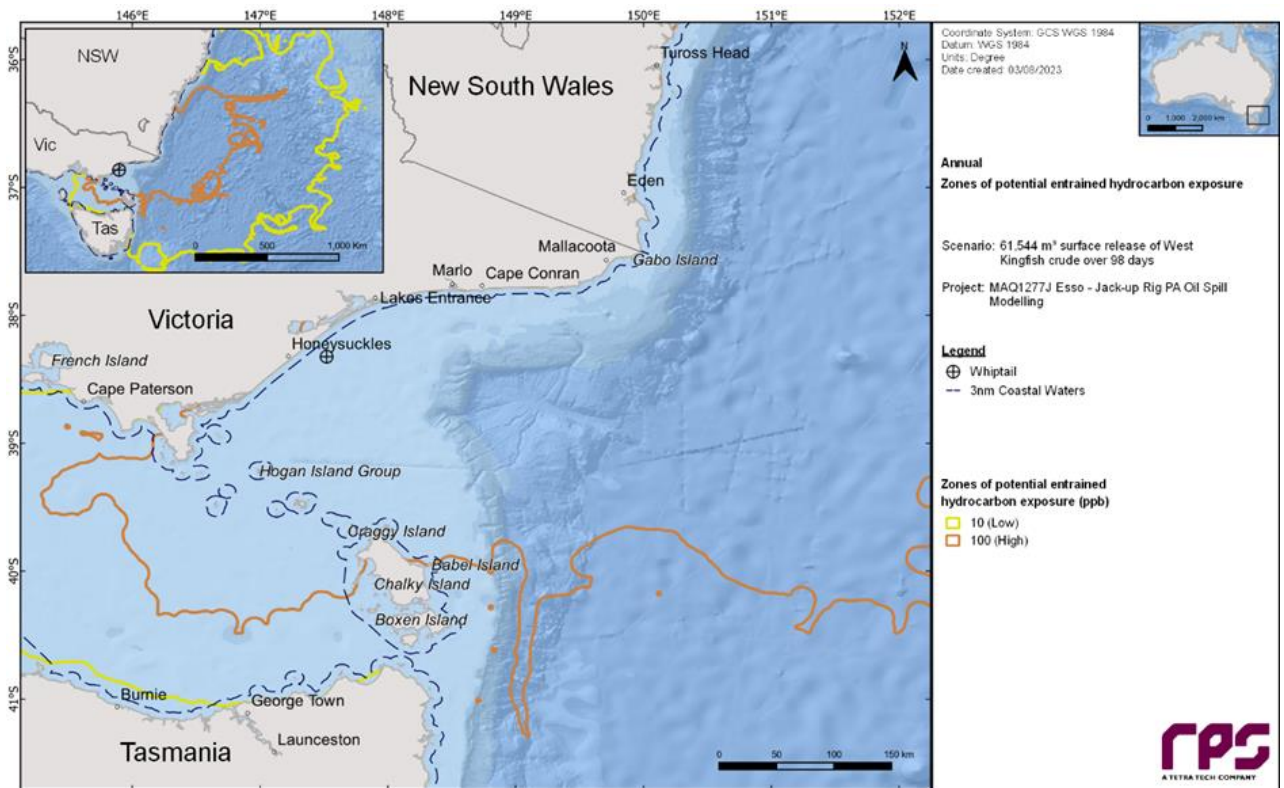 146°E 147°E 148°E 149°E 150°E 151°E 152°E
36°S
37°S
38°S
39°S
40°S
41°S
NSW
Vic
Tas
0 500 1,000 Km
New South Wales
N
Tuross Head
Eden
Mallacoota
Gabo Island
Marlo
Cape Conran
Lakes Entrance
Victoria
Honeysuckles
French Island
Cape Paterson
Hogan Island Group
Craggy Island
Babel Island
Chalky Island
Boxen Island
Burnie
George Town
Launceston
Tasmania
0 50 100 150 km
Coordinate System: GCS WGS 1984
Datum: WGS 1984
Units: Degree
Date created: 03/08/2023
0 1,000 2,000 km
Annual
Zones of potential entrained hydrocarbon exposure
Scenario: 61,544 m³ surface release of West
Kingfish crude over 98 days
Project: MAQ1277J Esso - Jack-up Rig PA Oil Spill
Modelling
Legend
Whiptail
3nm Coastal Waters
Zones of potential entrained
hydrocarbon exposure (ppb)
10 (Low)
100 (High)
rps
A TETRA TECH COMPANY